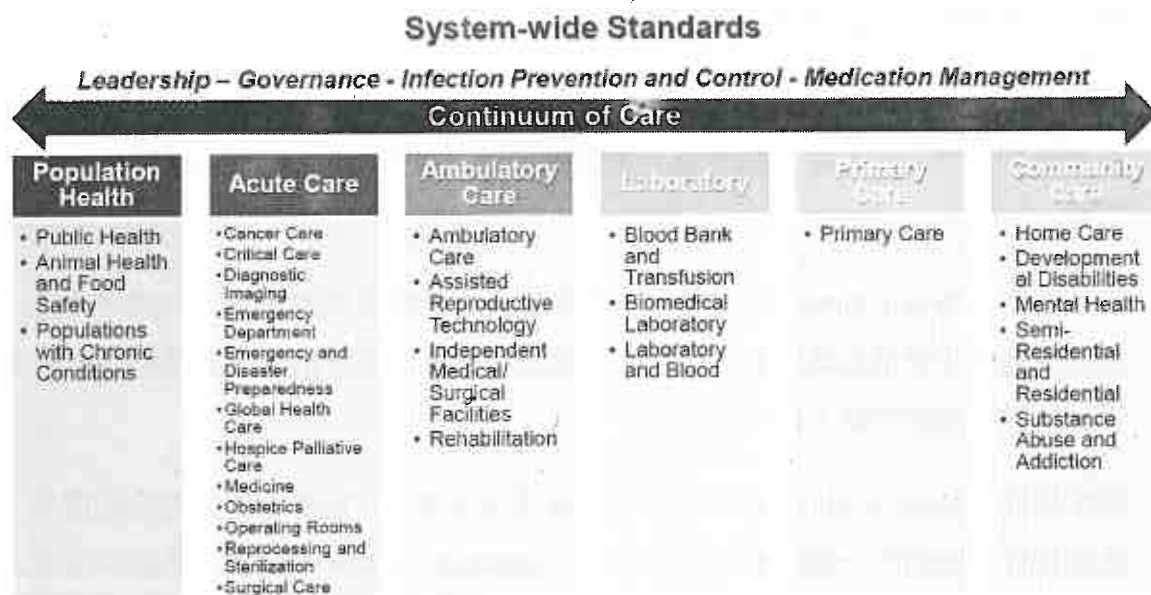 System-wide Standards
Leadership – Governance - Infection Prevention and Control - Medication Management
Continuum of Care
Population
Health
• Public Health
• Animal Health
and Food
Safety
• Populations
with Chronic
Conditions
Acute Care
•Cancer Care
•Critical Care
•Diagnostic
Imaging
•Emergency
Department
•Emergency and
Disaster
Preparedness
•Global Health
Care
•Hospice Palliative
Care
•Medicine
•Obstetrics
•Operating Rooms
•Reprocessing and
Sterilization
•Surgical Care
Ambulatory
Care
• Ambulatory
Care
• Assisted
Reproductive
Technology
• Independent
Medical/
Surgical
Facilities
• Rehabilitation
Laboratory
• Blood Bank
and
Transfusion
• Biomedical
Laboratory
• Laboratory
and Blood
Primary
Care
• Primary Care
Community
Care
• Home Care
• Development
al Disabilities
• Mental Health
• Semi-
Residential
and
Residential
• Substance
Abuse and
Addiction